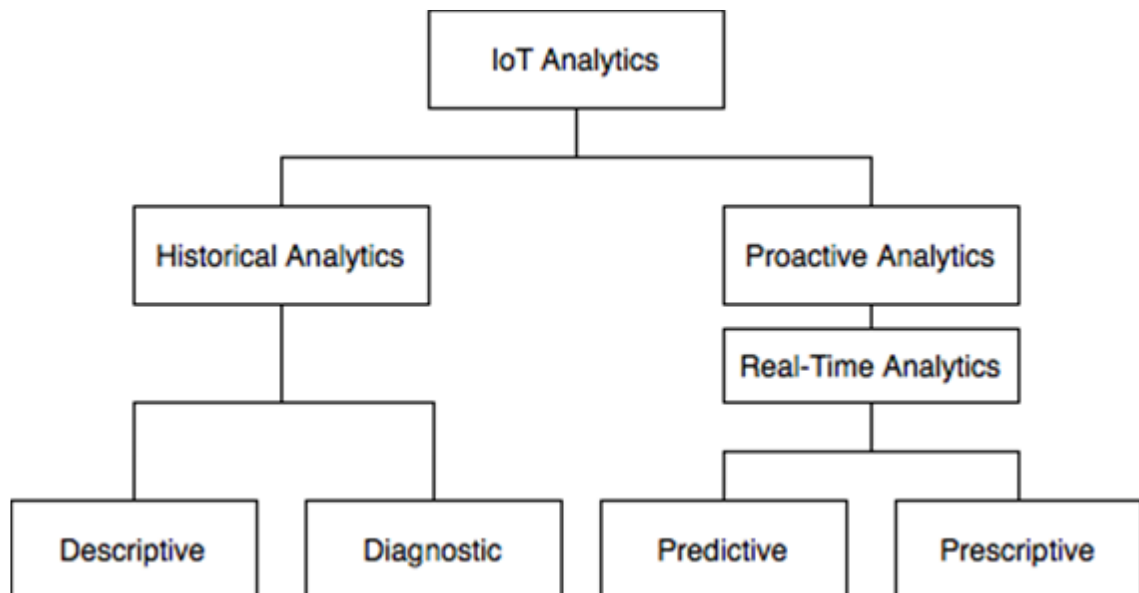 IoT Analytics
Historical Analytics
Proactive Analytics
Real-Time Analytics
Descriptive
Diagnostic
Predictive
Prescriptive